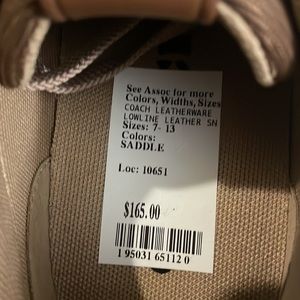 See Assoc for more
Colors, Widths, Sizes
COACH LEATHERWARE
LOWLINE LEATHER SN
Sizes: 7- 13
Colors:
SADDLE
Loc: 10651
$165.00
1 95031 65112 0